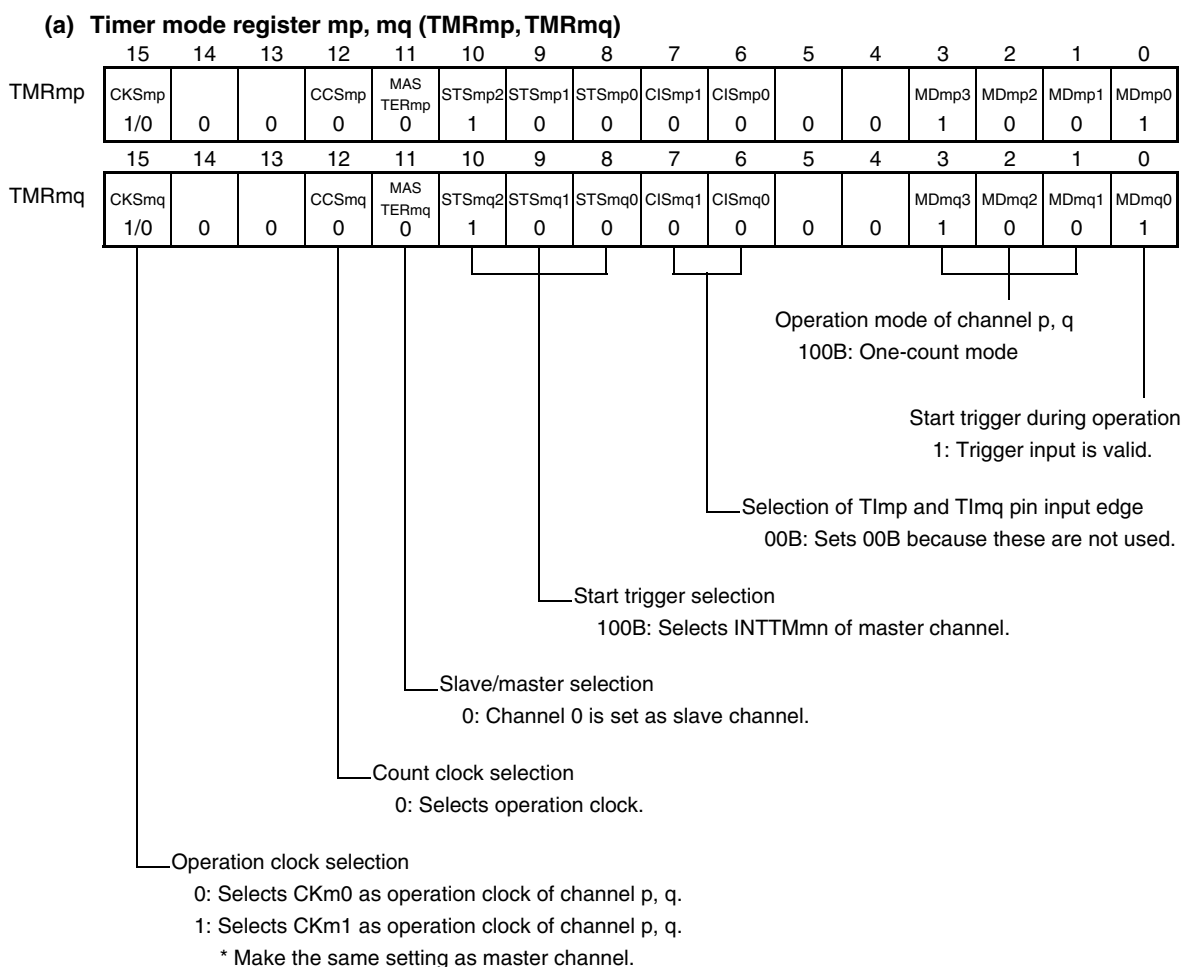 (a) Timer mode register mp, mq (TMRmp, TMRmq)
15 14 13 12 11 10 9 8 7 6 5 4 3 2 1 0
TMRmp CKSmp CCSmp MAS TERmp STSmp2 STSmp1 STSmp0 CISmp1 CISmp0 MDmp3 MDmp2 MDmp1 MDmp0
1/0 0 0 0 0 1 0 0 0 0 0 0 1 0 0 1
15 14 13 12 11 10 9 8 7 6 5 4 3 2 1 0
TMRmq CKSmq CCSmq MAS TERmq STSmq2 STSmq1 STSmq0 CISmq1 CISmq0 MDmq3 MDmq2 MDmq1 MDmq0
1/0 0 0 0 0 1 0 0 0 0 0 0 1 0 0 1
Operation mode of channel p, q
100B: One-count mode
Start trigger during operation
1: Trigger input is valid.
Selection of TImp and TImq pin input edge
00B: Sets 00B because these are not used.
Start trigger selection
100B: Selects INTTMmn of master channel.
Slave/master selection
0: Channel 0 is set as slave channel.
Count clock selection
0: Selects operation clock.
Operation clock selection
0: Selects CKm0 as operation clock of channel p, q.
1: Selects CKm1 as operation clock of channel p, q.
* Make the same setting as master channel.